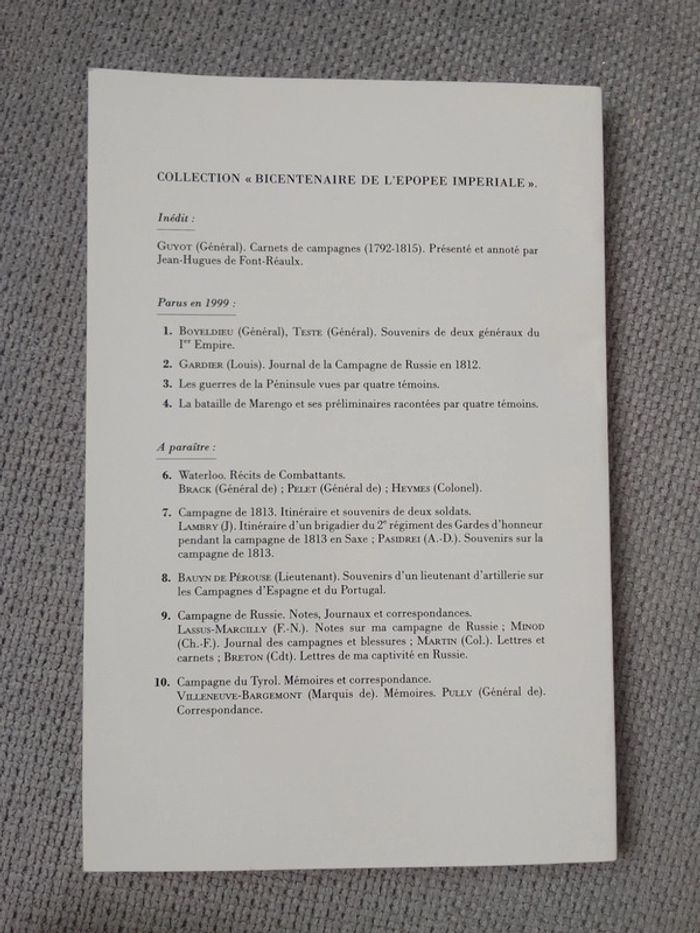 COLLECTION « BICENTENAIRE DE L'EPOPEE IMPERIALE ».
Inédit :
GUYOT (Général). Carnets de campagnes (1792-1815). Présenté et annoté par
Jean-Hugues de Font-Réaulx.
Parus en 1999 :
1. BOYELDIEU (Général), TESTE (Général). Souvenirs de deux généraux du
Ier Empire.
2. GARDIER (Louis). Journal de la Campagne de Russie en 1812.
3. Les guerres de la Péninsule vues par quatre témoins.
4. La bataille de Marengo et ses préliminaires racontées par quatre témoins.
A paraître :
6. Waterloo. Récits de Combattants.
BRACK (Général de) ; PELET (Général de) ; HEYMES (Colonel).
7. Campagne de 1813. Itinéraire et souvenirs de deux soldats.
LAMBRY (J). Itinéraire d'un brigadier du 2e régiment des Gardes d'honneur
pendant la campagne de 1813 en Saxe ; PASIDREI (A.-D.). Souvenirs sur la
campagne de 1813.
8. BAUYN DE PÉROUSE (Lieutenant). Souvenirs d'un lieutenant d'artillerie sur
les Campagnes d'Espagne et du Portugal.
9. Campagne de Russie. Notes, Journaux et correspondances.
LASSUS-MARCILLY (F.-N.). Notes sur ma campagne de Russie ; MINOD
(Ch.-F.). Journal des campagnes et blessures ; MARTIN (Col.). Lettres et
carnets ; BRETON (Cdt). Lettres de ma captivité en Russie.
10. Campagne du Tyrol. Mémoires et correspondance.
VILLENEUVE-BARGEMONT (Marquis de). Mémoires. PULLY (Général de).
Correspondance.